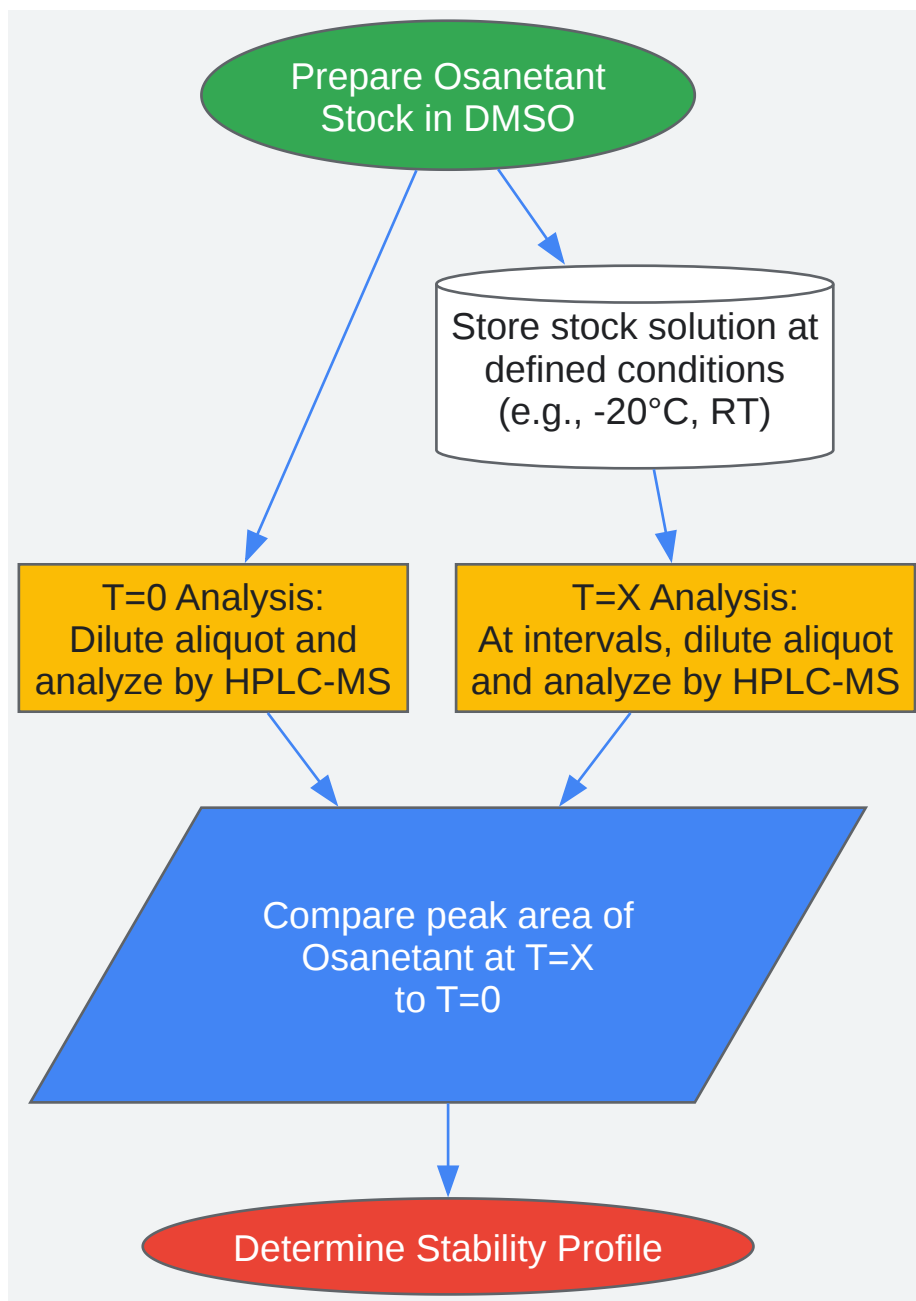 Prepare Osanetant
Stock in DMSO
Store stock solution at
defined conditions
(e.g., -20°C, RT)
T=0 Analysis:
Dilute aliquot and
analyze by HPLC-MS
T=X Analysis:
At intervals, dilute aliquot
and analyze by HPLC-MS
Compare peak area of
Osanetant at T=X
to T=0
Determine Stability Profile